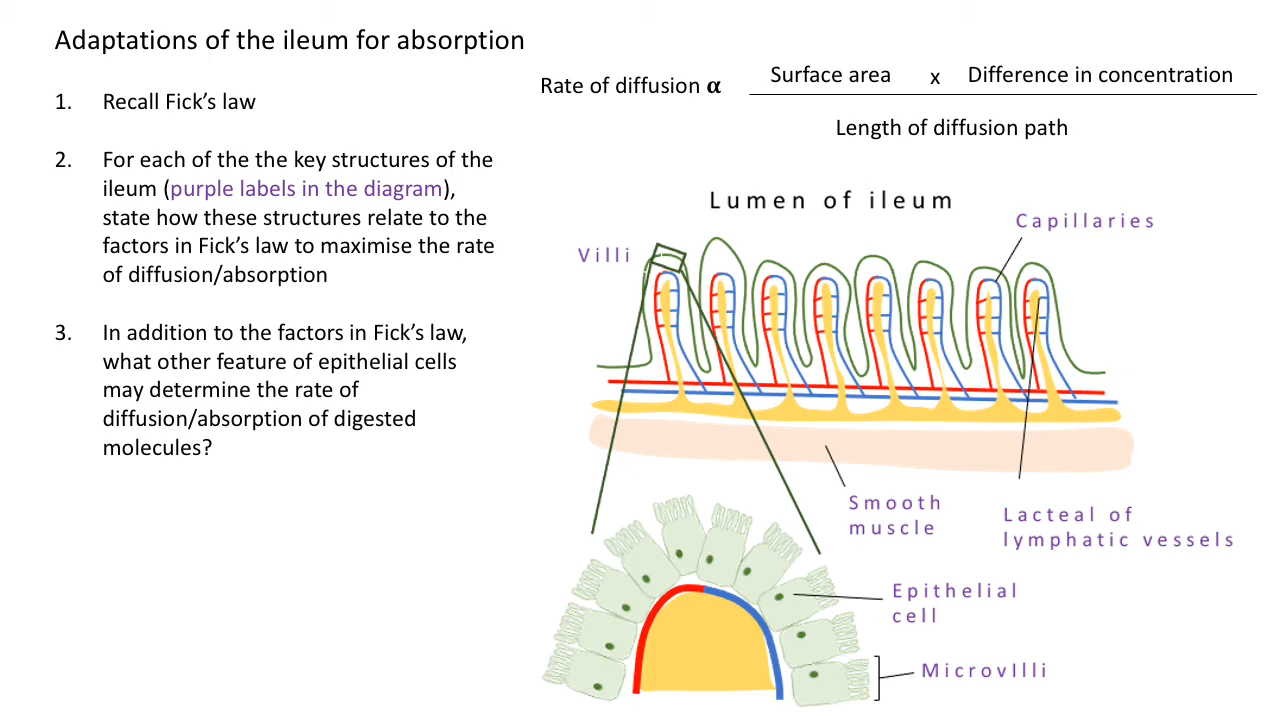 Adaptations of the ileum for absorption
1. Recall Fick's law
2. For each of the the key structures of the
ileum (purple labels in the diagram),
state how these structures relate to the
factors in Fick's law to maximise the rate
of diffusion/absorption
3. In addition to the factors in Fick's law,
what other feature of epithelial cells
may determine the rate of
diffusion/absorption of digested
molecules?
Rate of diffusion α
Surface area x Difference in concentration
Length of diffusion path
Lumen of ileum
Capillaries
Villi
Smooth
muscle
Lacteal of
lymphatic vessels
Epithelial
cell
MicrovIlli